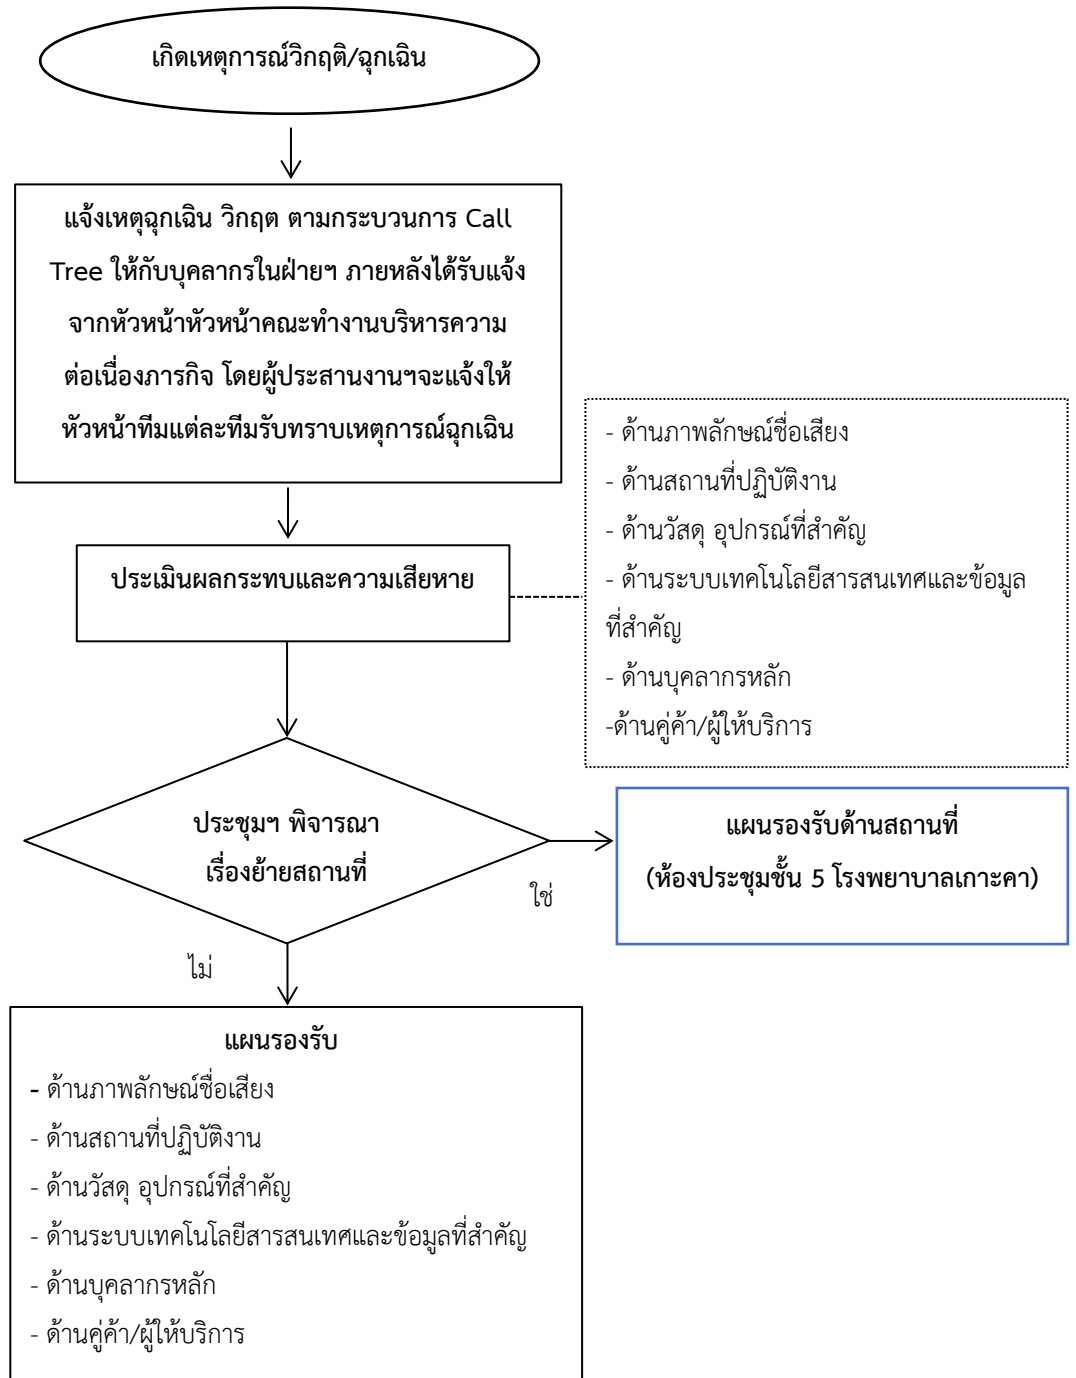 เกิดเหตุการณ์วิกฤติ/ฉุกเฉิน
แจ้งเหตุฉุกเฉิน วิกฤต ตามกระบวนการ Call
Tree ให้กับบุคลากรในฝ่ายฯ ภายหลังได้รับแจ้ง
จากหัวหน้าหัวหน้าคณะทำงานบริหารความ
ต่อเนื่องภารกิจ โดยผู้ประสานงานฯจะแจ้งให้
หัวหน้าทีมแต่ละทีมรับทราบเหตุการณ์ฉุกเฉิน
ประเมินผลกระทบและความเสียหาย
- ด้านภาพลักษณ์ชื่อเสียง
- ด้านสถานที่ปฏิบัติงาน
- ด้านวัสดุ อุปกรณ์ที่สำคัญ
- ด้านระบบเทคโนโลยีสารสนเทศและข้อมูล
ที่สำคัญ
- ด้านบุคลากรหลัก
-ด้านคู่ค้า/ผู้ให้บริการ
ประชุมฯ พิจารณา
เรื่องย้ายสถานที่
ใช่
แผนรองรับด้านสถานที่
(ห้องประชุมชั้น 5 โรงพยาบาลเกาะคา)
ไม่
แผนรองรับ
- ด้านภาพลักษณ์ชื่อเสียง
- ด้านสถานที่ปฏิบัติงาน
- ด้านวัสดุ อุปกรณ์ที่สำคัญ
- ด้านระบบเทคโนโลยีสารสนเทศและข้อมูลที่สำคัญ
- ด้านบุคลากรหลัก
- ด้านคู่ค้า/ผู้ให้บริการ